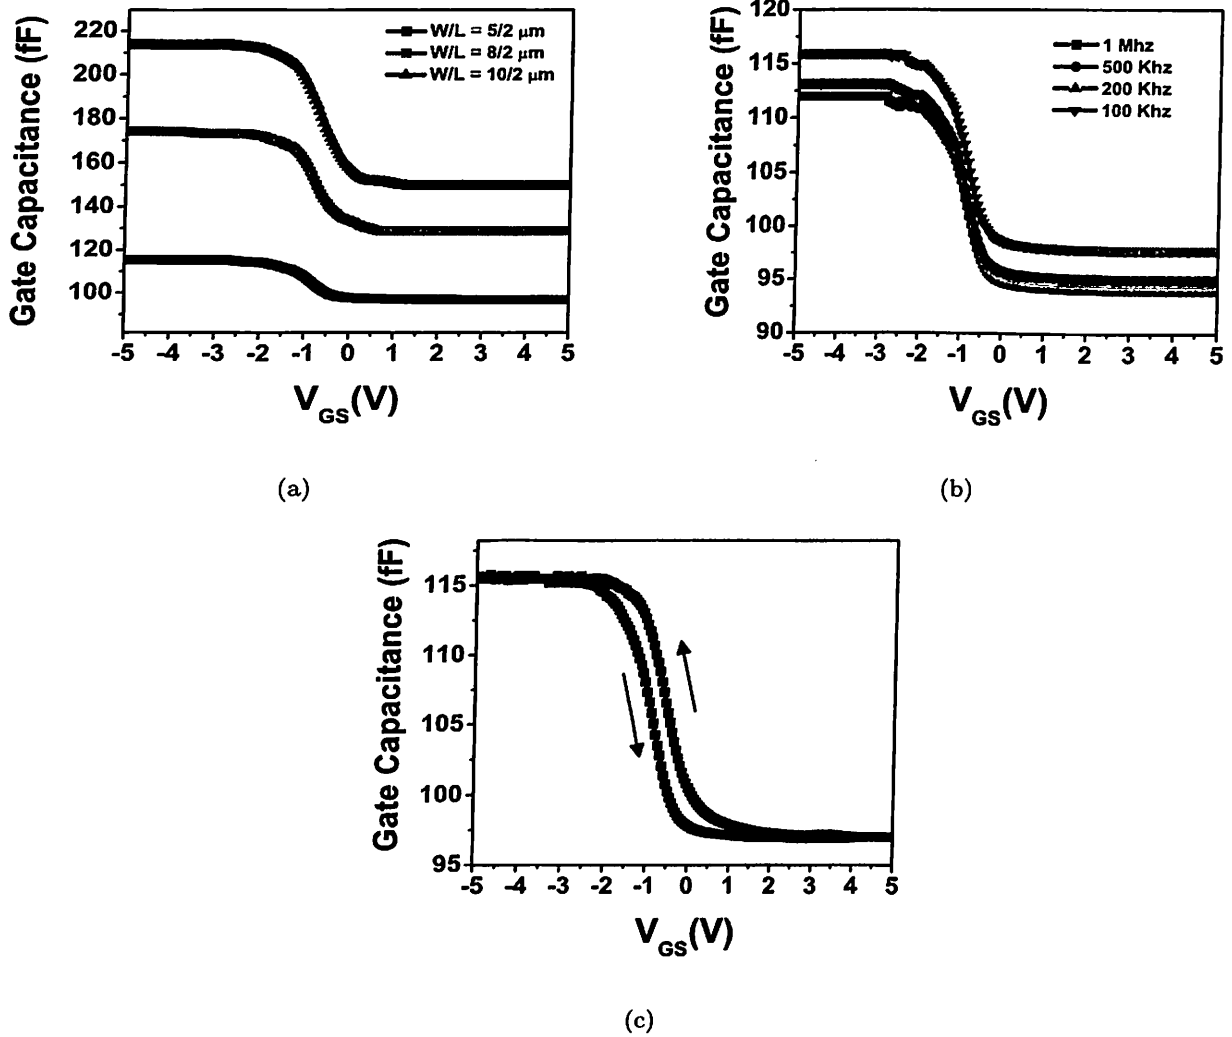 Gate Capacitance (fF)
220
200
180
160
140
120
100
-5 -4 -3 -2 -1 0 1 2 3 4 5
V_GS(V)
W/L = 5/2 µm
W/L = 8/2 µm
W/L = 10/2 µm
(a)
Gate Capacitance (fF)
120
115
110
105
100
95
90
-5 -4 -3 -2 -1 0 1 2 3 4 5
V_GS(V)
1 Mhz
500 Khz
200 Khz
100 Khz
(b)
Gate Capacitance (fF)
115
110
105
100
95
-5 -4 -3 -2 -1 0 1 2 3 4 5
V_GS(V)
(c)